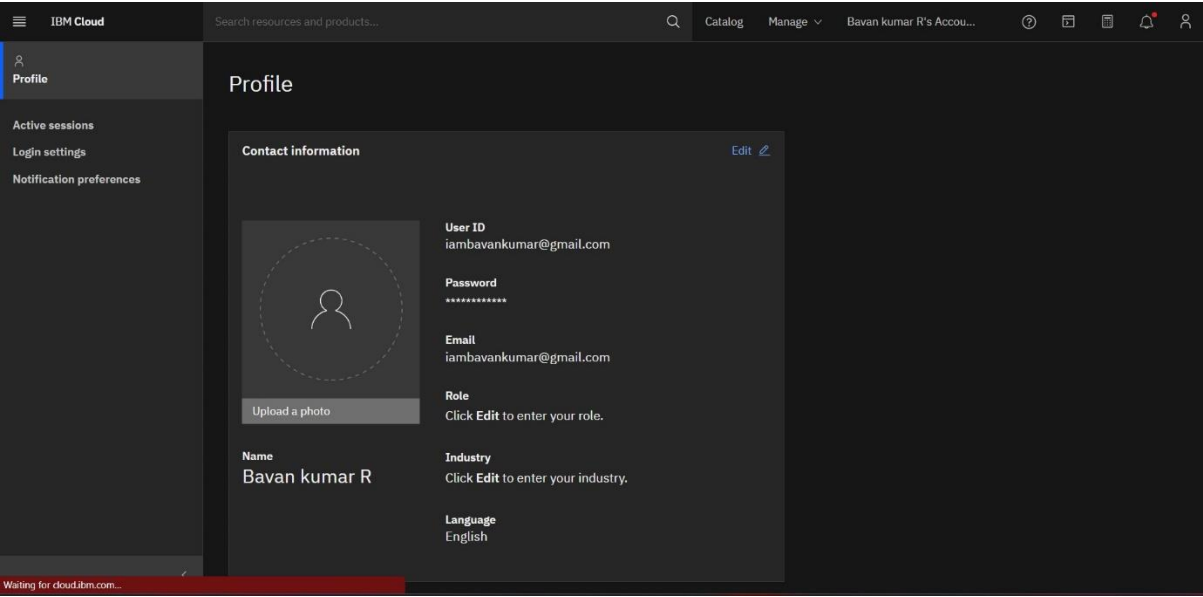 IBM Cloud
Search resources and products...
Catalog
Manage
Bavan kumar R's Accou...
Profile
Active sessions
Login settings
Notification preferences
Profile
Contact information
Edit
Upload a photo
Name
Bavan kumar R
User ID
iambavankumar@gmail.com
Password
************
Email
iambavankumar@gmail.com
Role
Click Edit to enter your role.
Industry
Click Edit to enter your industry.
Language
English
Waiting for cloud.ibm.com...